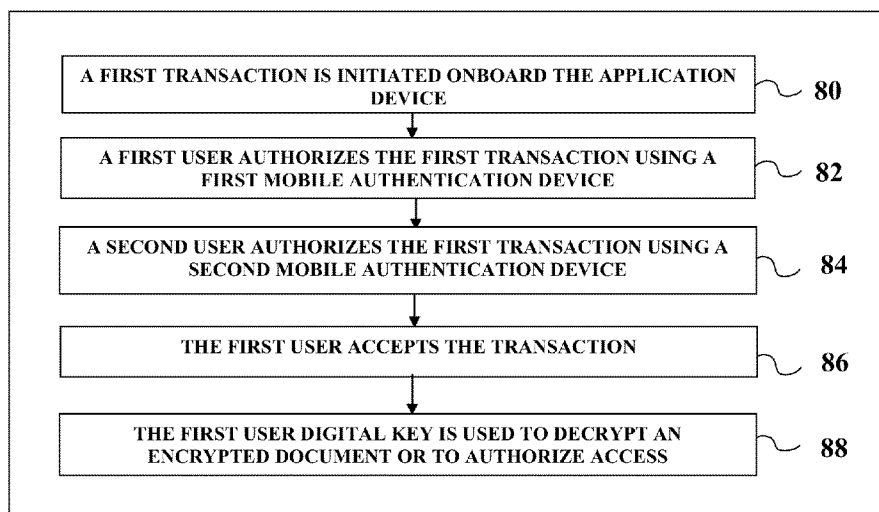 A FIRST TRANSACTION IS INITIATED ONBOARD THE APPLICATION
DEVICE
80
A FIRST USER AUTHORIZES THE FIRST TRANSACTION USING A
FIRST MOBILE AUTHENTICATION DEVICE
82
A SECOND USER AUTHORIZES THE FIRST TRANSACTION USING A
SECOND MOBILE AUTHENTICATION DEVICE
84
THE FIRST USER ACCEPTS THE TRANSACTION
86
THE FIRST USER DIGITAL KEY IS USED TO DECRYPT AN
ENCRYPTED DOCUMENT OR TO AUTHORIZE ACCESS
88